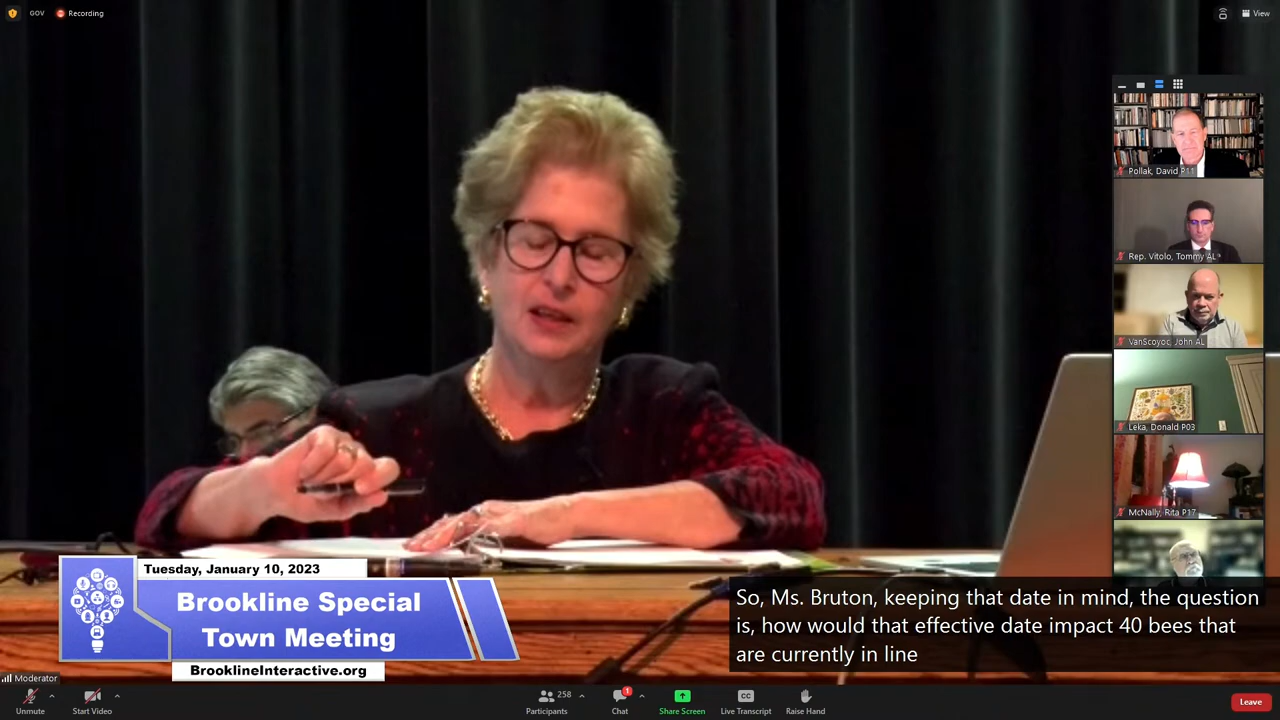 GOV
Recording
View
Pollak, David P11
Rep. Vitolo, Tommy AL
VanScoyoc, John AL
Leka, Donald P03
McNally, Rita P17
Tuesday, January 10, 2023
Brookline Special
Town Meeting
BrooklineInteractive.org
So, Ms. Bruton, keeping that date in mind, the question
is, how would that effective date impact 40 bees that
are currently in line
Moderator
Unmute
Start Video
258
Participants
1
Chat
Share Screen
CC
Live Transcript
Raise Hand
Leave